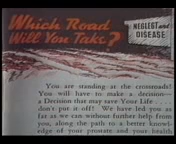 Which Road
Will You Take?
NEGLECT and
DISEASE
You are standing at the crossroads!
You will have to make a decision—
a Decision that may save Your Life . . . .
don't put it off! We have led you as
far as we can without further help from
you, along the path to a better know-
ledge of your prostate and your health